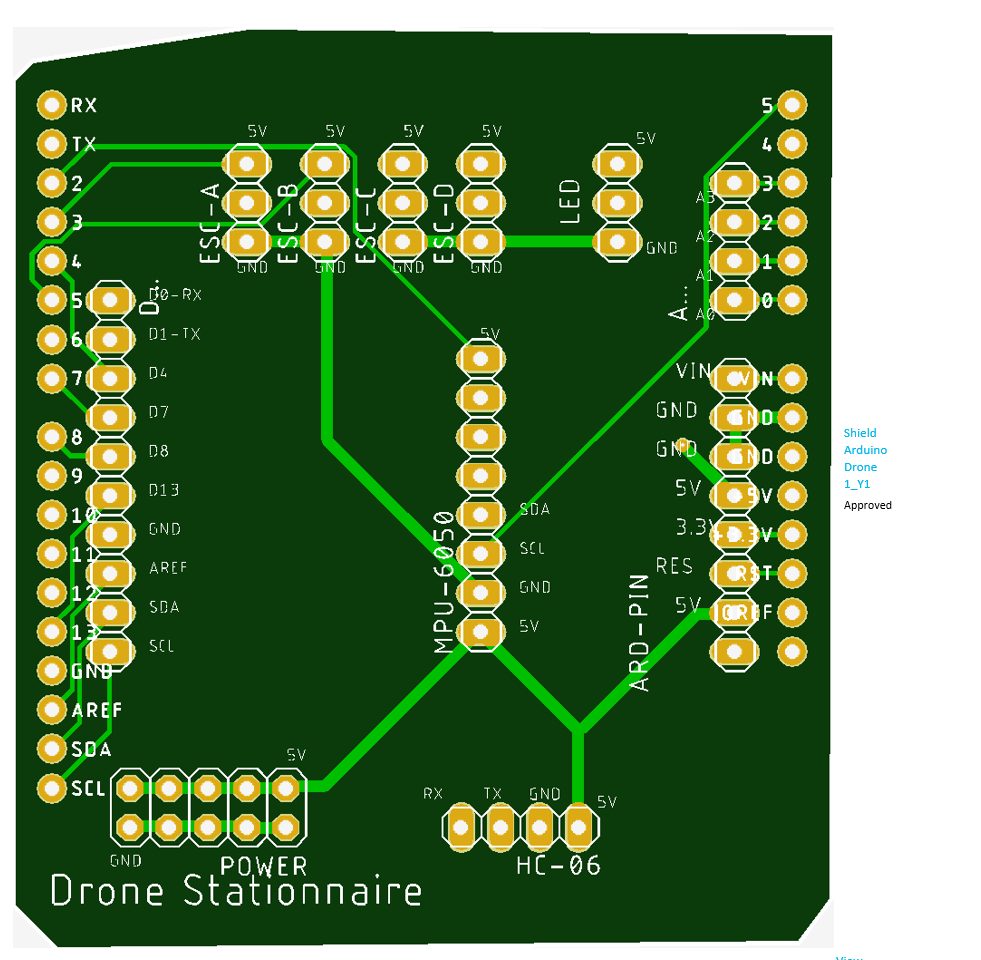 RX
TX
2
3
4
5
6
7
8
9
10
11
12
13
GND
AREF
SDA
SCL
D...
D0-RX
D1-TX
D4
D7
D8
D13
GND
AREF
SDA
SCL
5V
5V
5V
5V
5V
ESC-A
ESC-B
ESC-C
ESC-D
LED
GND
GND
GND
GND
GND
5
4
3
2
1
0
A3
A2
A1
A0
A...
5V
SDA
SCL
GND
5V
MPU-6050
VIN
GND
GND
5V
3.3V
RES
5V
ARD-PIN
VIN
GND
GND
+5V
+3.3V
RST
IOREF
Shield
Arduino
Drone
1_Y1
Approved
5V
GND
POWER
RX TX GND 5V
HC-06
Drone Stationnaire